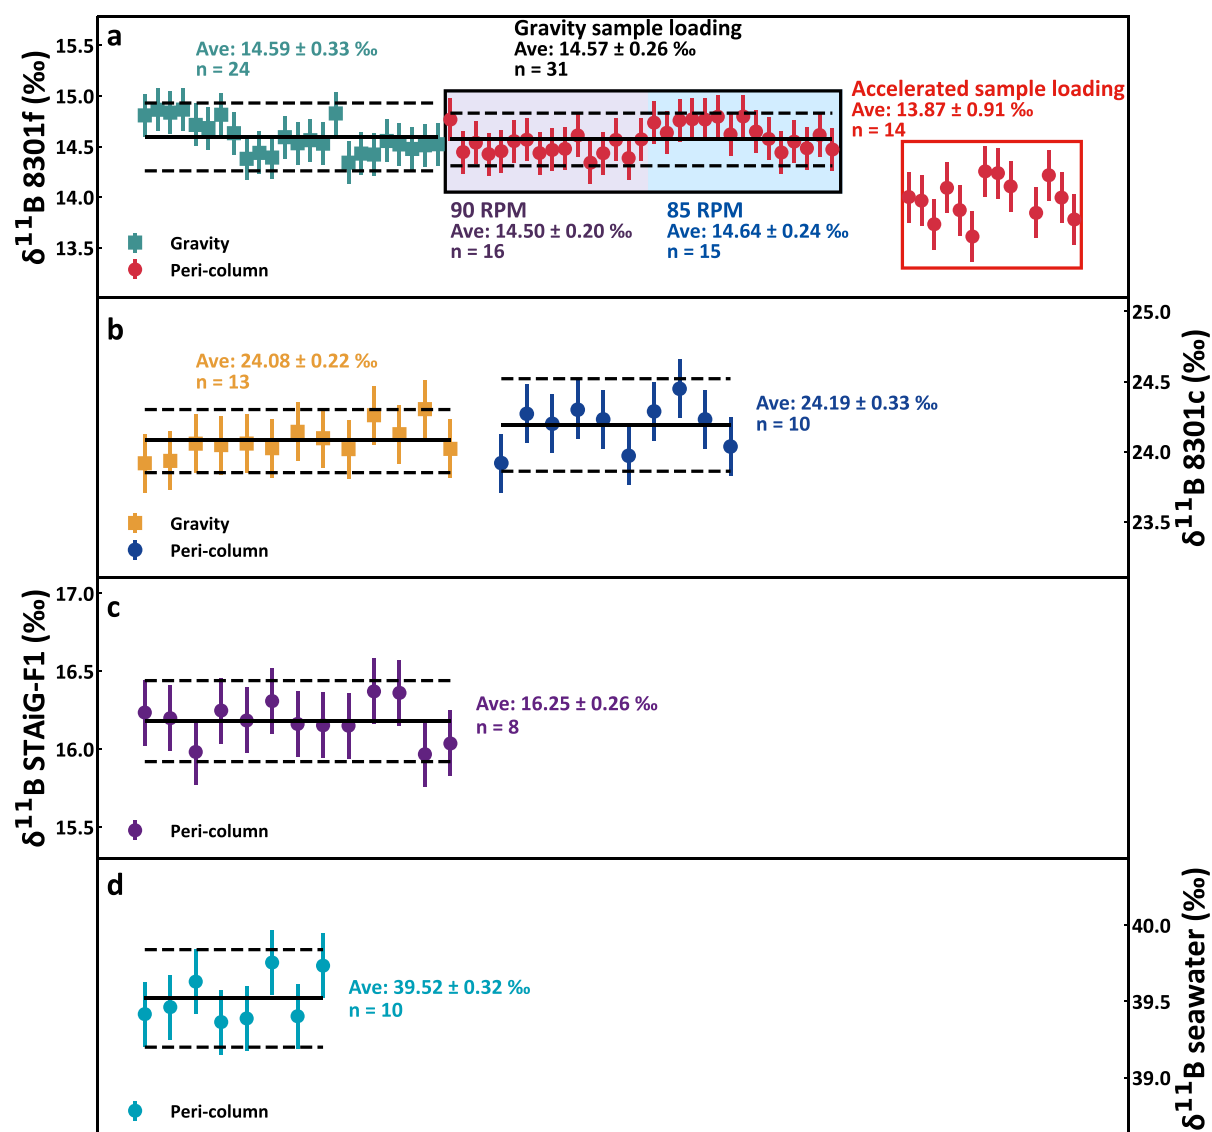 a
Gravity sample loading
Ave: 14.57 ± 0.26 ‰
n = 31
Ave: 14.59 ± 0.33 ‰
n = 24
Accelerated sample loading
Ave: 13.87 ± 0.91 ‰
n = 14
90 RPM
Ave: 14.50 ± 0.20 ‰
n = 16
85 RPM
Ave: 14.64 ± 0.24 ‰
n = 15
Gravity
Peri-column
δ¹¹B 8301f (‰)
15.5
15.0
14.5
14.0
13.5
b
Ave: 24.08 ± 0.22 ‰
n = 13
Ave: 24.19 ± 0.33 ‰
n = 10
Gravity
Peri-column
25.0
24.5
24.0
23.5
δ¹¹B 8301c (‰)
c
δ¹¹B STAiG-F1 (‰)
17.0
16.5
16.0
15.5
Ave: 16.25 ± 0.26 ‰
n = 8
Peri-column
d
Ave: 39.52 ± 0.32 ‰
n = 10
Peri-column
40.0
39.5
39.0
δ¹¹B seawater (‰)